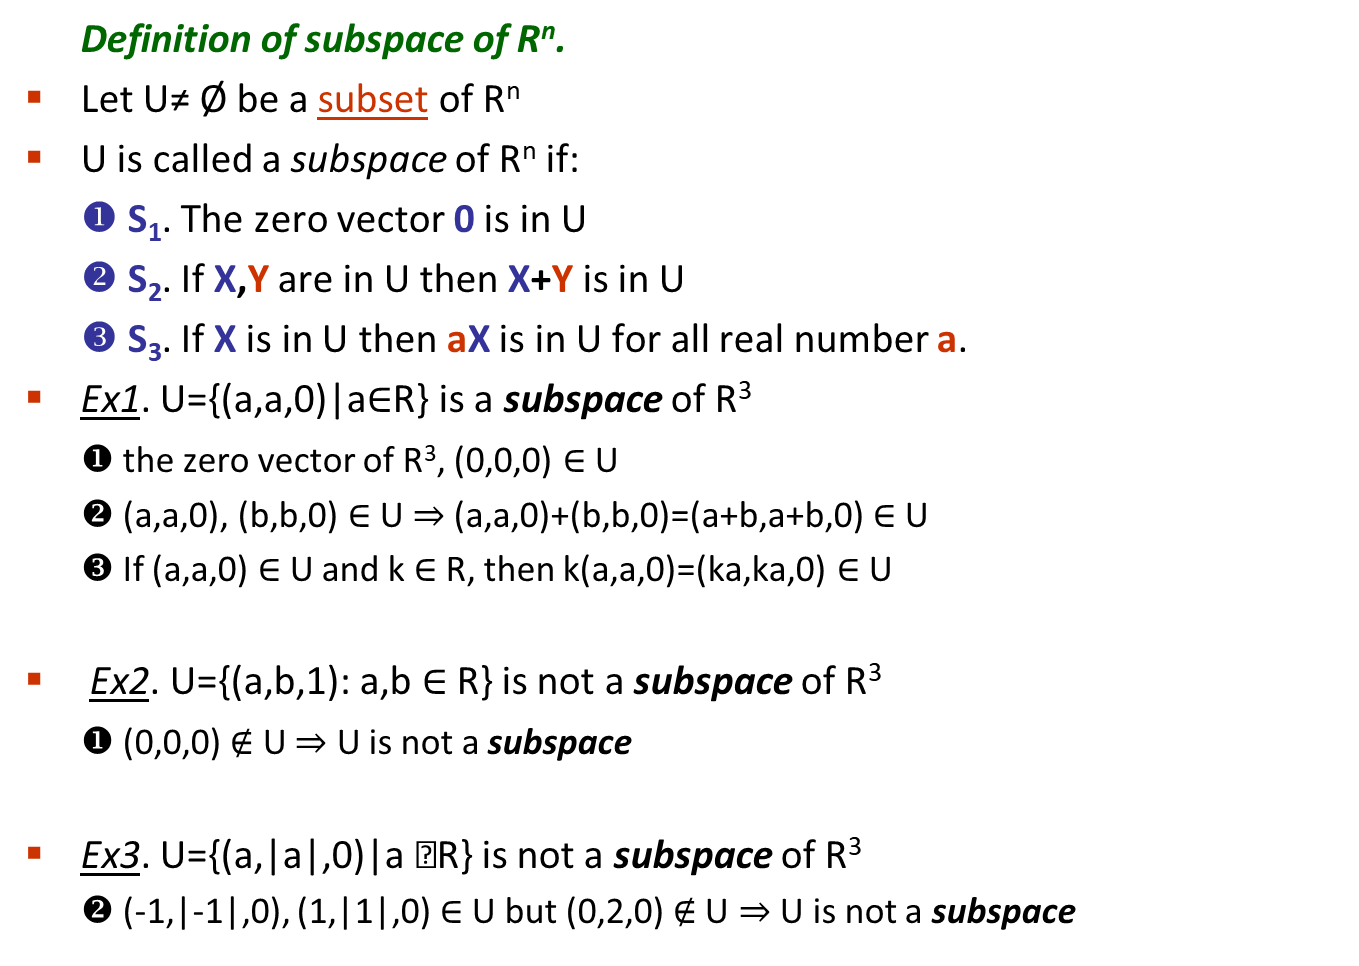 Definition of subspace of Rⁿ.
▪ Let U≠ Ø be a subset of Rⁿ
▪ U is called a subspace of Rⁿ if:
❶ S₁. The zero vector 0 is in U
❷ S₂. If X,Y are in U then X+Y is in U
❸ S₃. If X is in U then aX is in U for all real number a.
▪ Ex1. U={(a,a,0)|a∈R} is a subspace of R³
❶ the zero vector of R³, (0,0,0) ∈ U
❷ (a,a,0), (b,b,0) ∈ U ⇒ (a,a,0)+(b,b,0)=(a+b,a+b,0) ∈ U
❸ If (a,a,0) ∈ U and k ∈ R, then k(a,a,0)=(ka,ka,0) ∈ U
▪ Ex2. U={(a,b,1): a,b ∈ R} is not a subspace of R³
❶ (0,0,0) ∉ U ⇒ U is not a subspace
▪ Ex3. U={(a,|a|,0)|a ⍰R} is not a subspace of R³
❷ (-1,|-1|,0), (1,|1|,0) ∈ U but (0,2,0) ∉ U ⇒ U is not a subspace